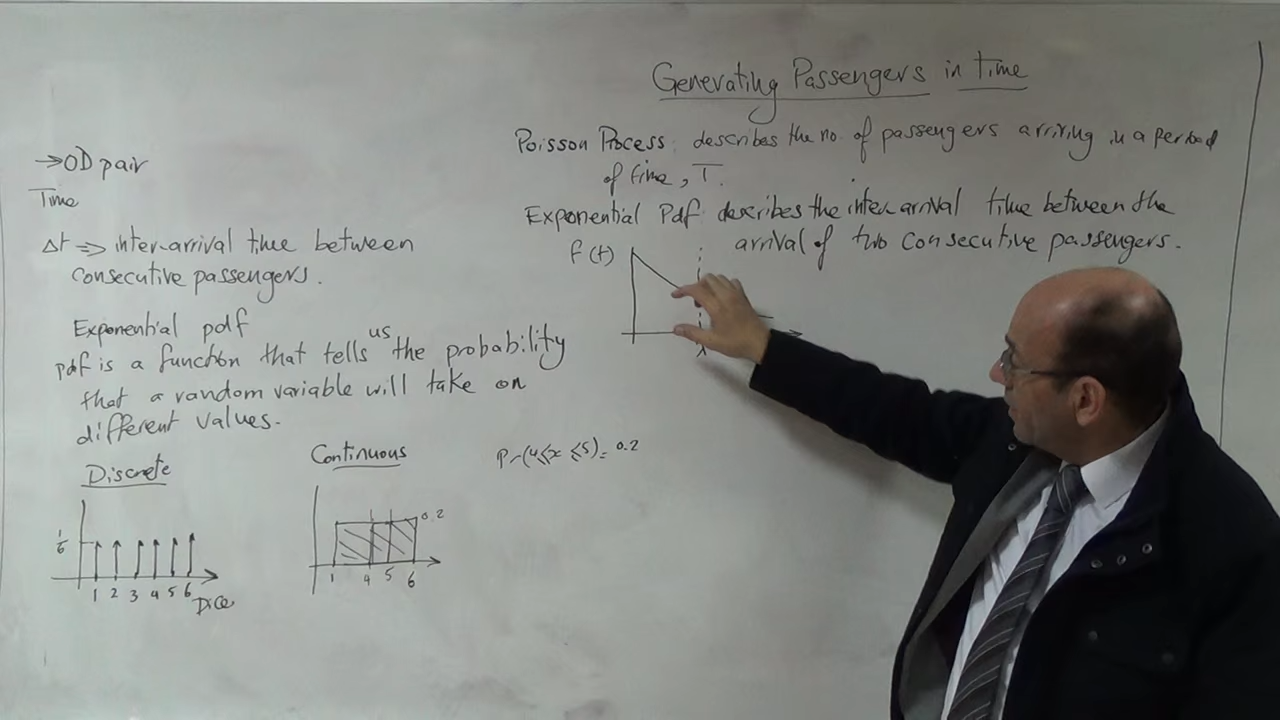 Generating Passengers in Time
Poisson Process: describes the no. of passengers arriving in a period
of time, T.
Exponential Pdf: describes the inter-arrival time between the
arrival of two consecutive passengers.
f(t)
λ
→OD pair
Time
Δt => inter-arrival time between
consecutive passengers.
Exponential pdf
pdf is a function that tells us the probability
that a random variable will take on
different values.
Discrete
1/6
1 2 3 4 5 6
Dice
Continuous
0.2
1 4 5 6
Pr(4≤x≤5)=0.2